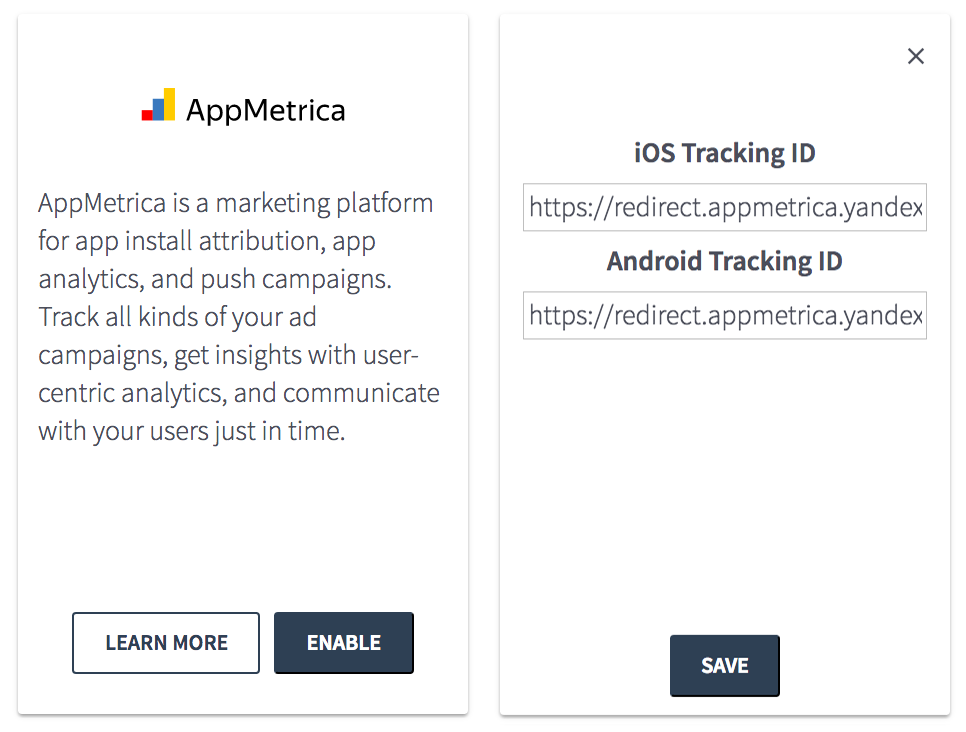 AppMetrica
AppMetrica is a marketing platform
for app install attribution, app
analytics, and push campaigns.
Track all kinds of your ad
campaigns, get insights with user-
centric analytics, and communicate
with your users just in time.
LEARN MORE
ENABLE
iOS Tracking ID
https://redirect.appmetrica.yandex
Android Tracking ID
https://redirect.appmetrica.yandex
SAVE